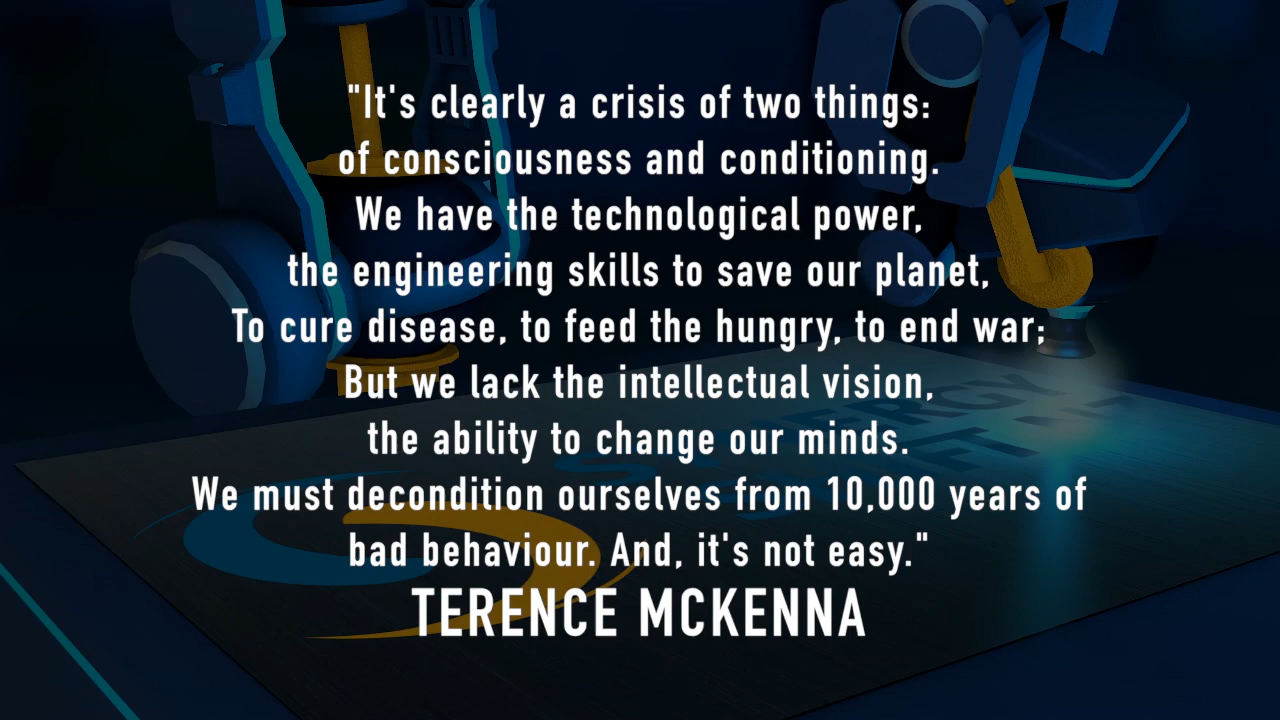 "It's clearly a crisis of two things:
of consciousness and conditioning.
We have the technological power,
the engineering skills to save our planet,
To cure disease, to feed the hungry, to end war;
But we lack the intellectual vision,
the ability to change our minds.
We must decondition ourselves from 10,000 years of
bad behaviour. And, it's not easy."
TERENCE MCKENNA